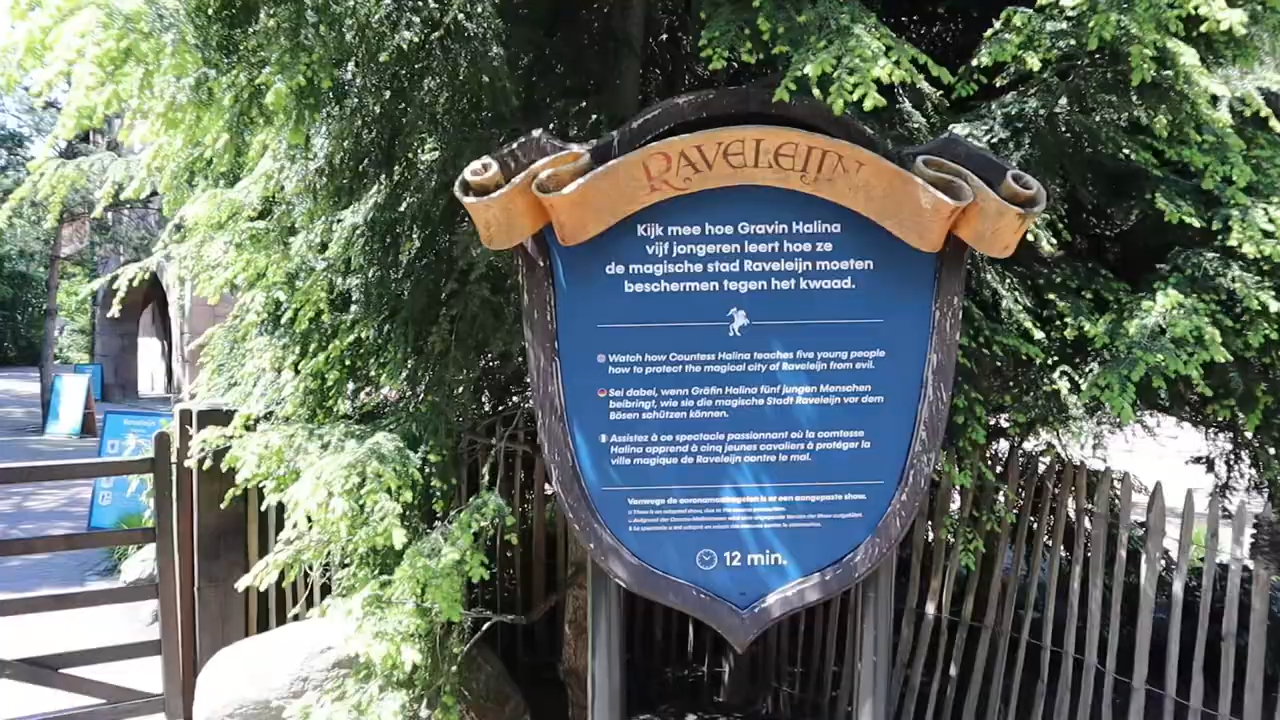 RAVELEIJN
Kijk mee hoe Gravin Halina
vijf jongeren leert hoe ze
de magische stad Raveleijn moeten
beschermen tegen het kwaad.
Watch how Countess Halina teaches five young people
how to protect the magical city of Raveleijn from evil.
Sei dabei, wenn Gräfin Halina fünf jungen Menschen
beibringt, wie sie die magische Stadt Raveleijn vor dem
Bösen schützen können.
Assistez à ce spectacle passionnant où la comtesse
Halina apprend à cinq jeunes cavaliers à protéger la
ville magique de Raveleijn contre le mal.
Vanwege de coronamaatregelen is er een aangepaste show.
12 min.
Raveleijn